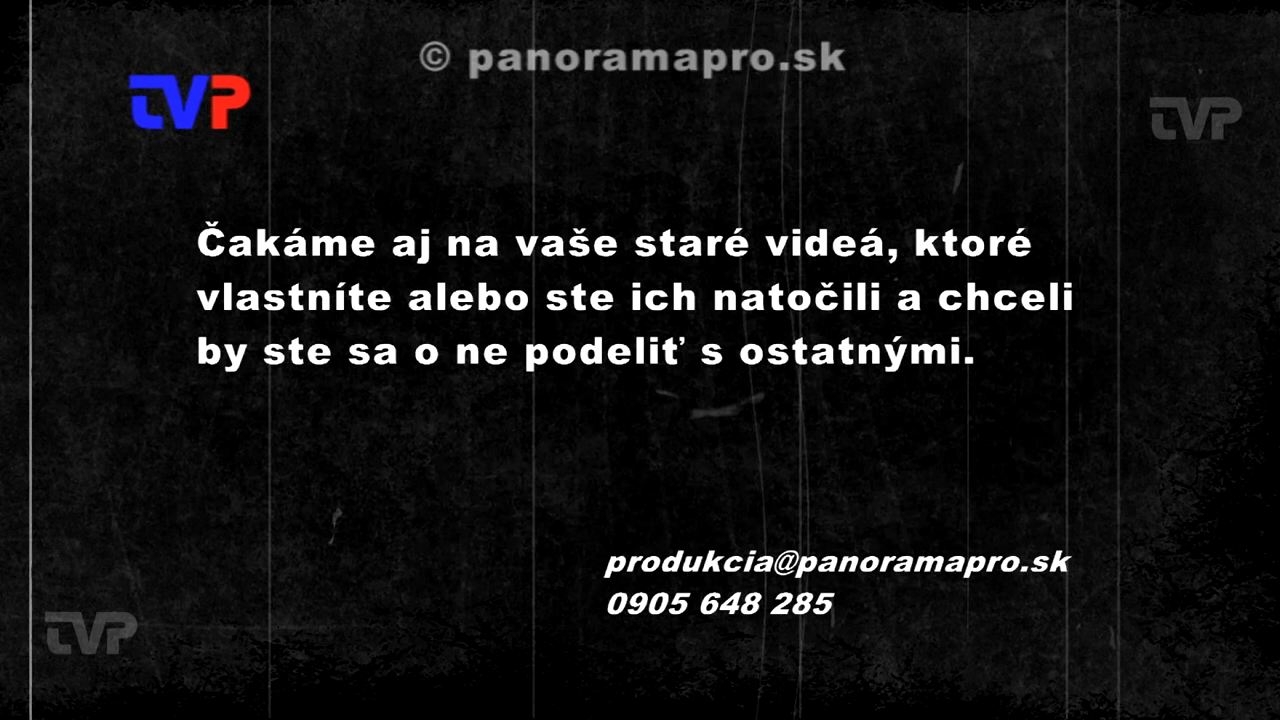 © panoramapro.sk
TVP
TVP
Čakáme aj na vaše staré videá, ktoré
vlastníte alebo ste ich natočili a chceli
by ste sa o ne podeliť s ostatnými.
produkcia@panoramapro.sk
0905 648 285
TVP